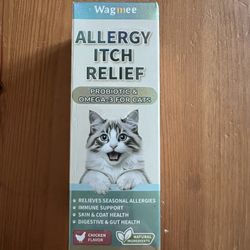 Wagmee
ALLERGY
ITCH
RELIEF
PROBIOTIC &
OMEGA-3 FOR CATS
RELIEVES SEASONAL ALLERGIES
IMMUNE SUPPORT
SKIN & COAT HEALTH
DIGESTIVE & GUT HEALTH
CHICKEN
FLAVOR
NATURAL
INGREDIENTS